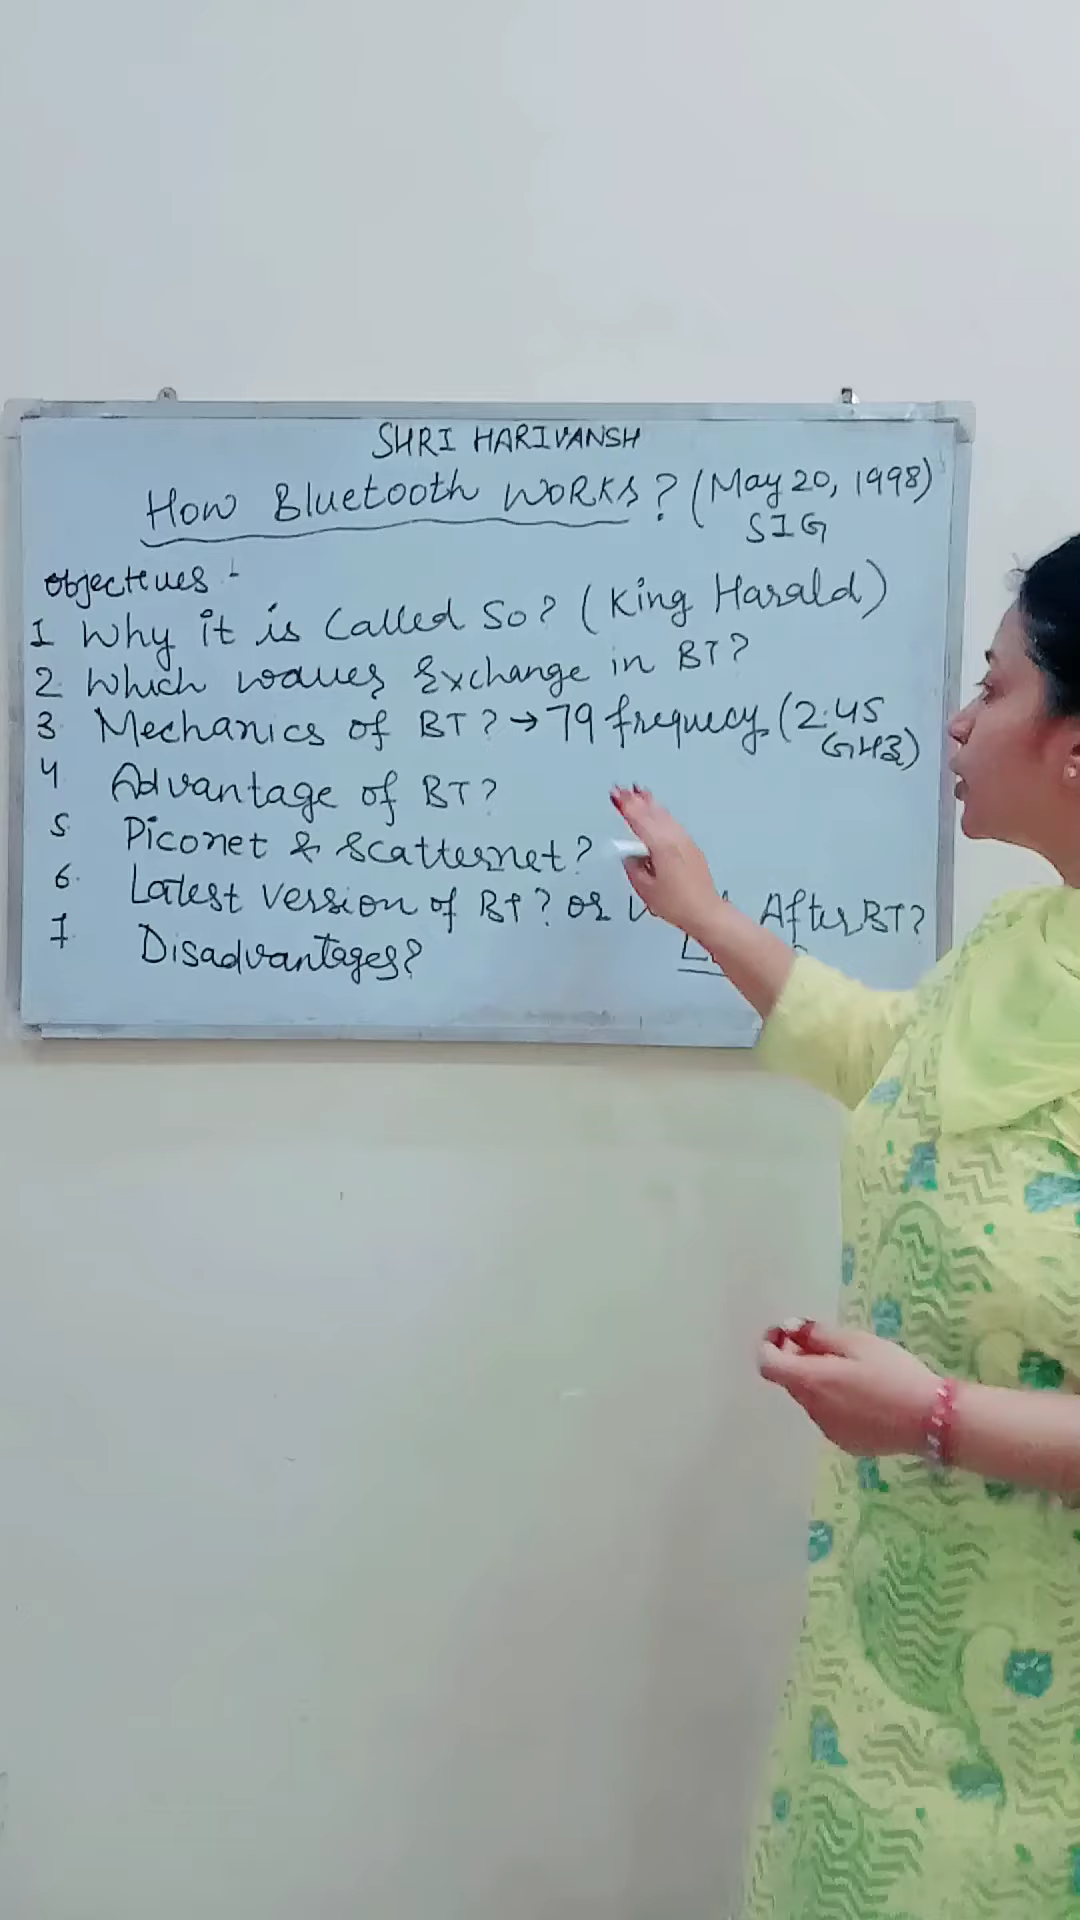 SHRI HARIVANSH
How Bluetooth WORKS? (May 20, 1998)
SIG
Objectives :-
1 Why it is Called So? (King Harald)
2. Which waves Exchange in BT?
3. Mechanics of BT? → 79 frequecy (2.45
GHz)
4 Advantage of BT?
5 Piconet & Scatternet?
6. Latest version of BT? or After BT?
7 Disadvantages?